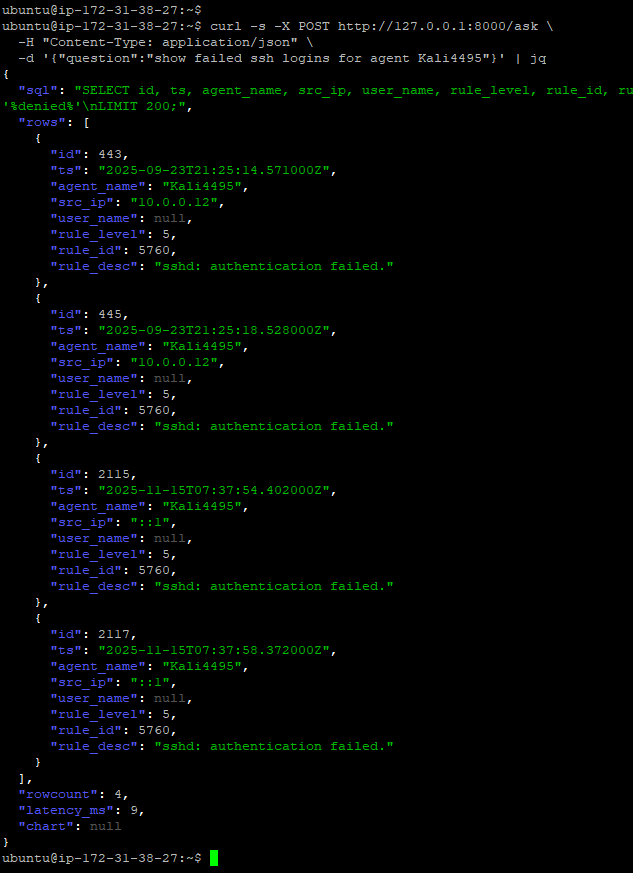 ubuntu@ip-172-31-38-27:~$
ubuntu@ip-172-31-38-27:~$ curl -s -X POST http://127.0.0.1:8000/ask \
  -H "Content-Type: application/json" \
  -d '{"question":"show failed ssh logins for agent Kali4495"}' | jq
{
  "sql": "SELECT id, ts, agent_name, src_ip, user_name, rule_level, rule_id, ru
'%denied%'\nLIMIT 200;",
  "rows": [
    {
      "id": 443,
      "ts": "2025-09-23T21:25:14.571000Z",
      "agent_name": "Kali4495",
      "src_ip": "10.0.0.12",
      "user_name": null,
      "rule_level": 5,
      "rule_id": 5760,
      "rule_desc": "sshd: authentication failed."
    },
    {
      "id": 445,
      "ts": "2025-09-23T21:25:18.528000Z",
      "agent_name": "Kali4495",
      "src_ip": "10.0.0.12",
      "user_name": null,
      "rule_level": 5,
      "rule_id": 5760,
      "rule_desc": "sshd: authentication failed."
    },
    {
      "id": 2115,
      "ts": "2025-11-15T07:37:54.402000Z",
      "agent_name": "Kali4495",
      "src_ip": "::1",
      "user_name": null,
      "rule_level": 5,
      "rule_id": 5760,
      "rule_desc": "sshd: authentication failed."
    },
    {
      "id": 2117,
      "ts": "2025-11-15T07:37:58.372000Z",
      "agent_name": "Kali4495",
      "src_ip": "::1",
      "user_name": null,
      "rule_level": 5,
      "rule_id": 5760,
      "rule_desc": "sshd: authentication failed."
    }
  ],
  "rowcount": 4,
  "latency_ms": 9,
  "chart": null
}
ubuntu@ip-172-31-38-27:~$